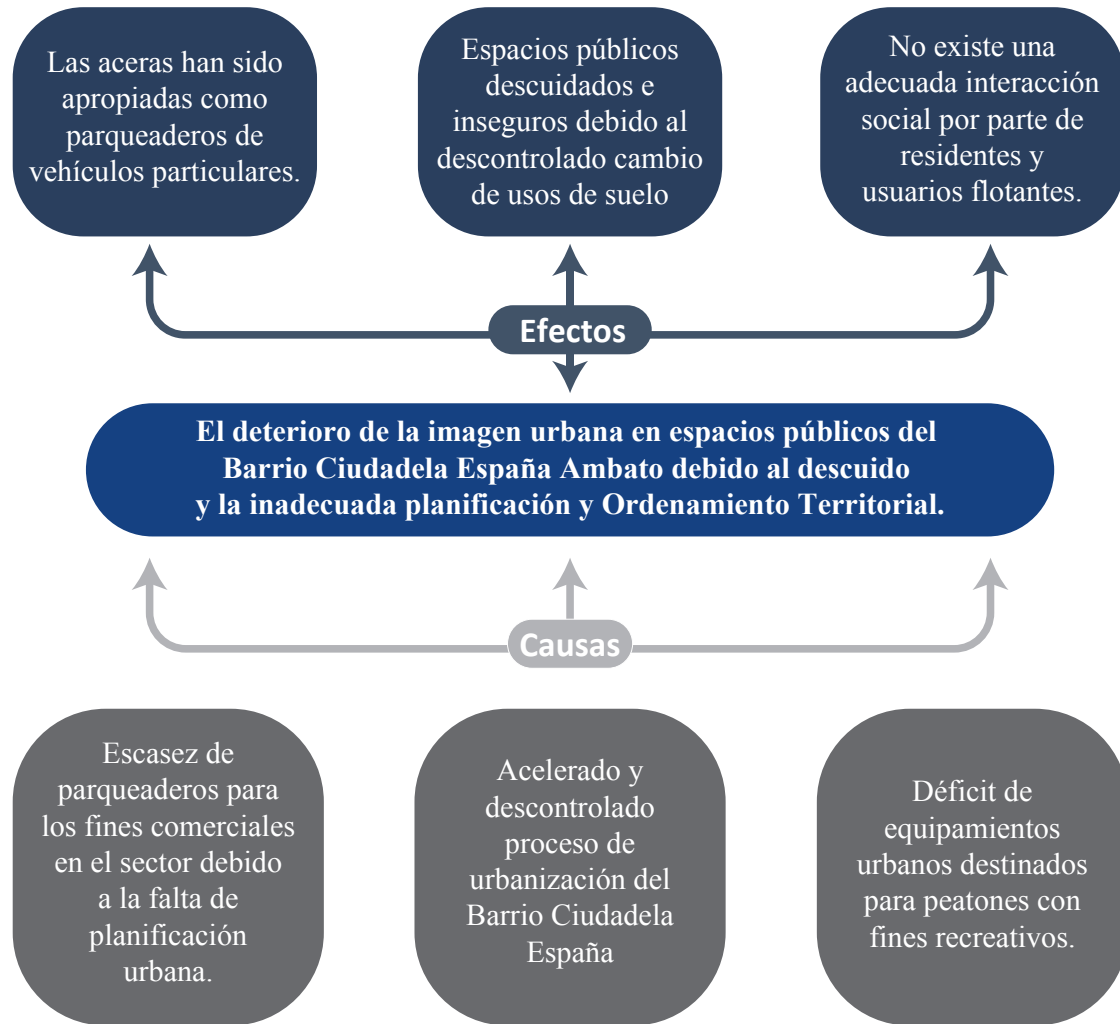 Las aceras han sido
apropiadas como
parqueaderos de
vehículos particulares.
Espacios públicos
descuidados e
inseguros debido al
descontrolado cambio
de usos de suelo
No existe una
adecuada interacción
social por parte de
residentes y
usuarios flotantes.
Efectos
El deterioro de la imagen urbana en espacios públicos del
Barrio Ciudadela España Ambato debido al descuido
y la inadecuada planificación y Ordenamiento Territorial.
Causas
Escasez de
parqueaderos para
los fines comerciales
en el sector debido
a la falta de
planificación
urbana.
Acelerado y
descontrolado
proceso de
urbanización del
Barrio Ciudadela
España
Déficit de
equipamientos
urbanos destinados
para peatones con
fines recreativos.